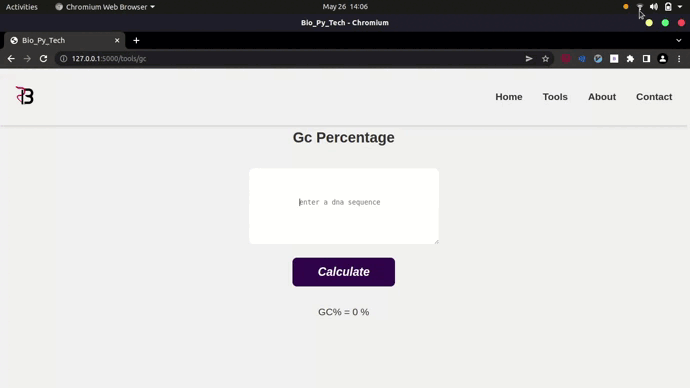 Activities
Chromium Web Browser
May 26 14:06
Bio_Py_Tech - Chromium
Bio_Py_Tech
127.0.0.1:5000/tools/gc
B
Home
Tools
About
Contact
Gc Percentage
enter a dna sequence
Calculate
GC% = 0 %